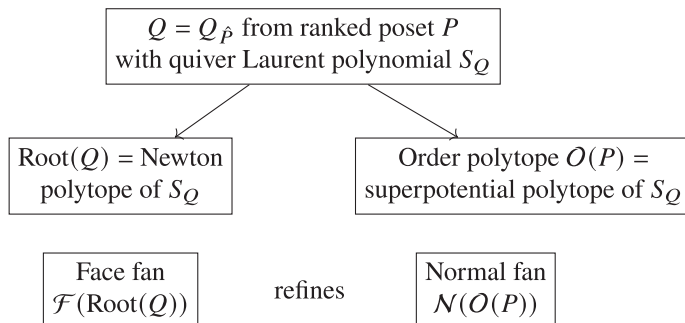 Q = Q_{\hat{P}} from ranked poset P
with quiver Laurent polynomial S_Q
Root(Q) = Newton
polytope of S_Q
Order polytope 𝒪(P) =
superpotential polytope of S_Q
Face fan
ℱ(Root(Q))
refines
Normal fan
𝒩(𝒪(P))